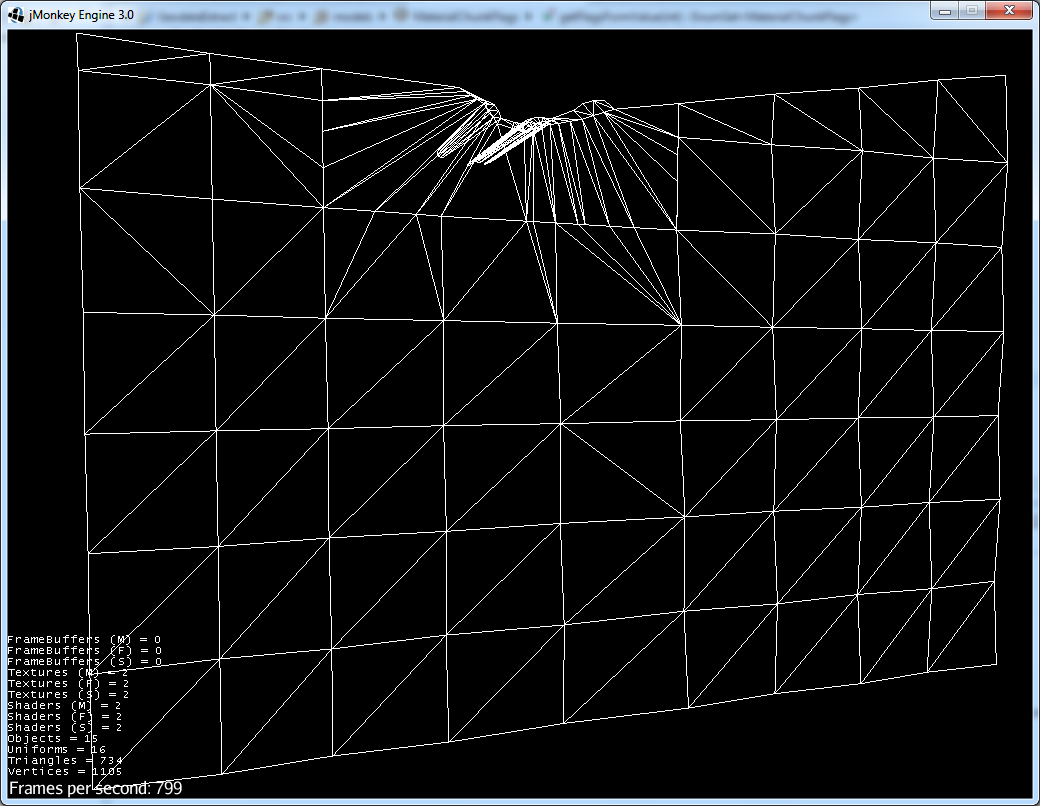 jMonkey Engine 3.0
FrameBuffers (M) = 0
FrameBuffers (F) = 0
FrameBuffers (S) = 0
Textures (M) = 2
Textures (F) = 2
Textures (S) = 2
Shaders (M) = 2
Shaders (F) = 2
Shaders (S) = 2
Objects = 15
Uniforms = 16
Triangles = 734
Vertices = 1105
Frames per second: 799